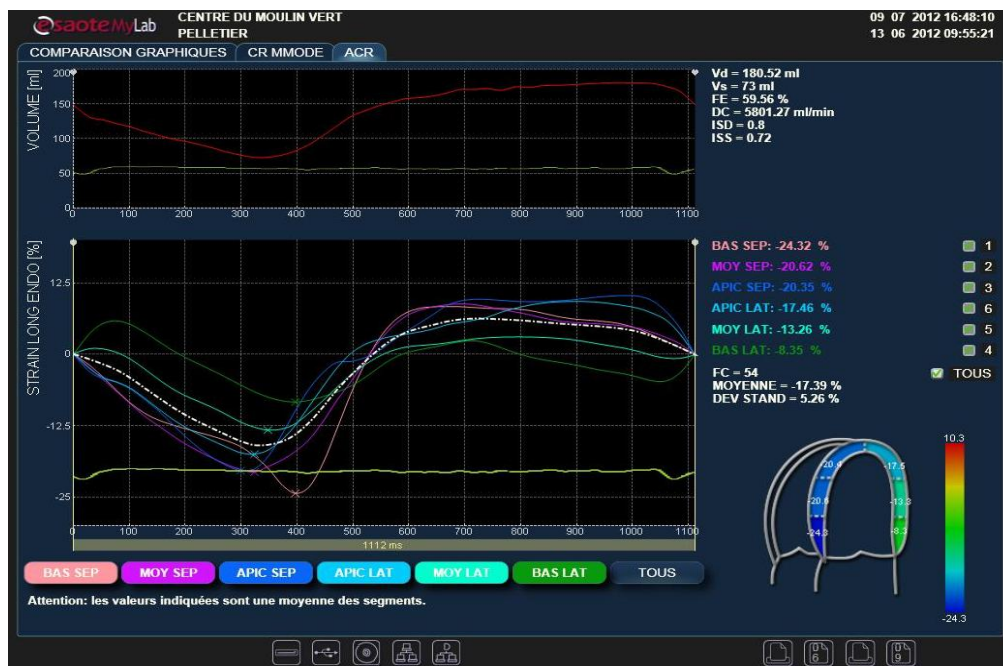 esaote MyLab
CENTRE DU MOULIN VERT
PELLETIER
09 07 2012 16:48:10
13 06 2012 09:55:21
COMPARAISON GRAPHIQUES CR MMODE ACR
VOLUME [ml]
200
150
100
50
0
0 100 200 300 400 500 600 700 800 900 1000 1100
Vd = 180.52 ml
Vs = 73 ml
FE = 59.56 %
DC = 5801.27 ml/min
ISD = 0.8
ISS = 0.72
STRAIN LONG ENDO [%]
12.5
0
-12.5
-25
0 100 200 300 400 500 600 700 800 900 1000 1100
1112 ms
BAS SEP: -24.32 % 1
MOY SEP: -20.62 % 2
APIC SEP: -20.35 % 3
APIC LAT: -17.46 % 6
MOY LAT: -13.26 % 5
BAS LAT: -8.35 % 4
FC = 54 TOUS
MOYENNE = -17.39 %
DEV STAND = 5.26 %
10.3
-20.4 -17.5
-20.6 -13.3
-24.3 -8.3
-24.3
BAS SEP MOY SEP APIC SEP APIC LAT MOY LAT BAS LAT TOUS
Attention: les valeurs indiquées sont une moyenne des segments.
6 9